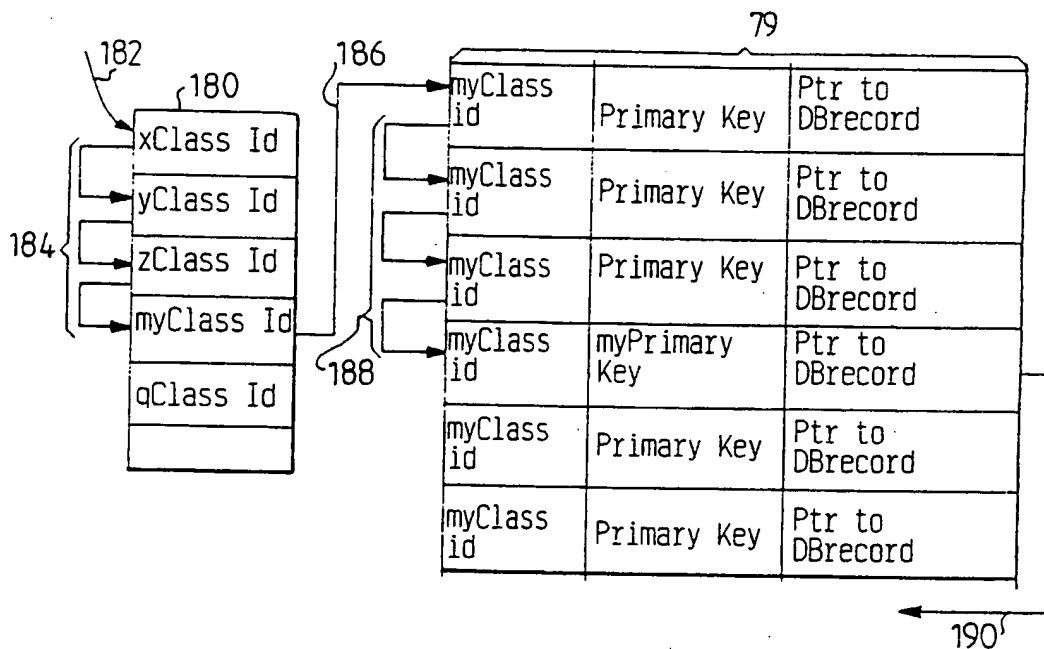 79
182
186
180
xClass Id
yClass Id
zClass Id
myClass Id
qClass Id
184
188
myClass
id
Primary Key
Ptr to
DBrecord
myClass
id
Primary Key
Ptr to
DBrecord
myClass
id
Primary Key
Ptr to
DBrecord
myClass
id
myPrimary
Key
Ptr to
DBrecord
myClass
id
Primary Key
Ptr to
DBrecord
myClass
id
Primary Key
Ptr to
DBrecord
190